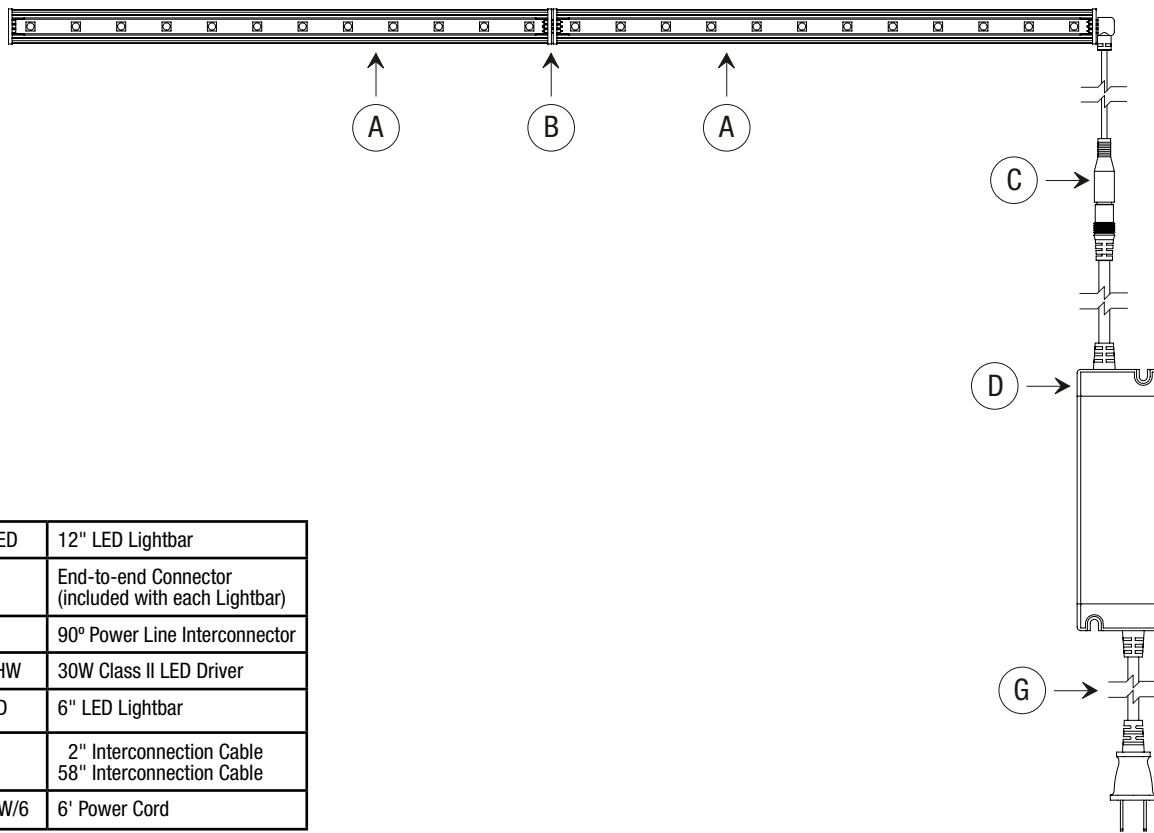 A
B
A
C
D
G
ED 12" LED Lightbar
End-to-end Connector
(included with each Lightbar)
90º Power Line Interconnector
HW 30W Class II LED Driver
D 6" LED Lightbar
2" Interconnection Cable
58" Interconnection Cable
W/6 6' Power Cord